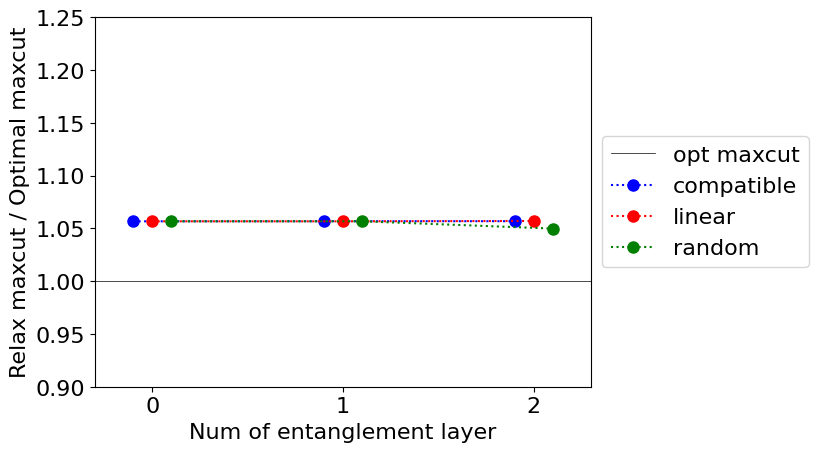 Relax maxcut / Optimal maxcut
1.25
1.20
1.15
1.10
1.05
1.00
0.95
0.90
0
1
2
Num of entanglement layer
opt maxcut
compatible
linear
random